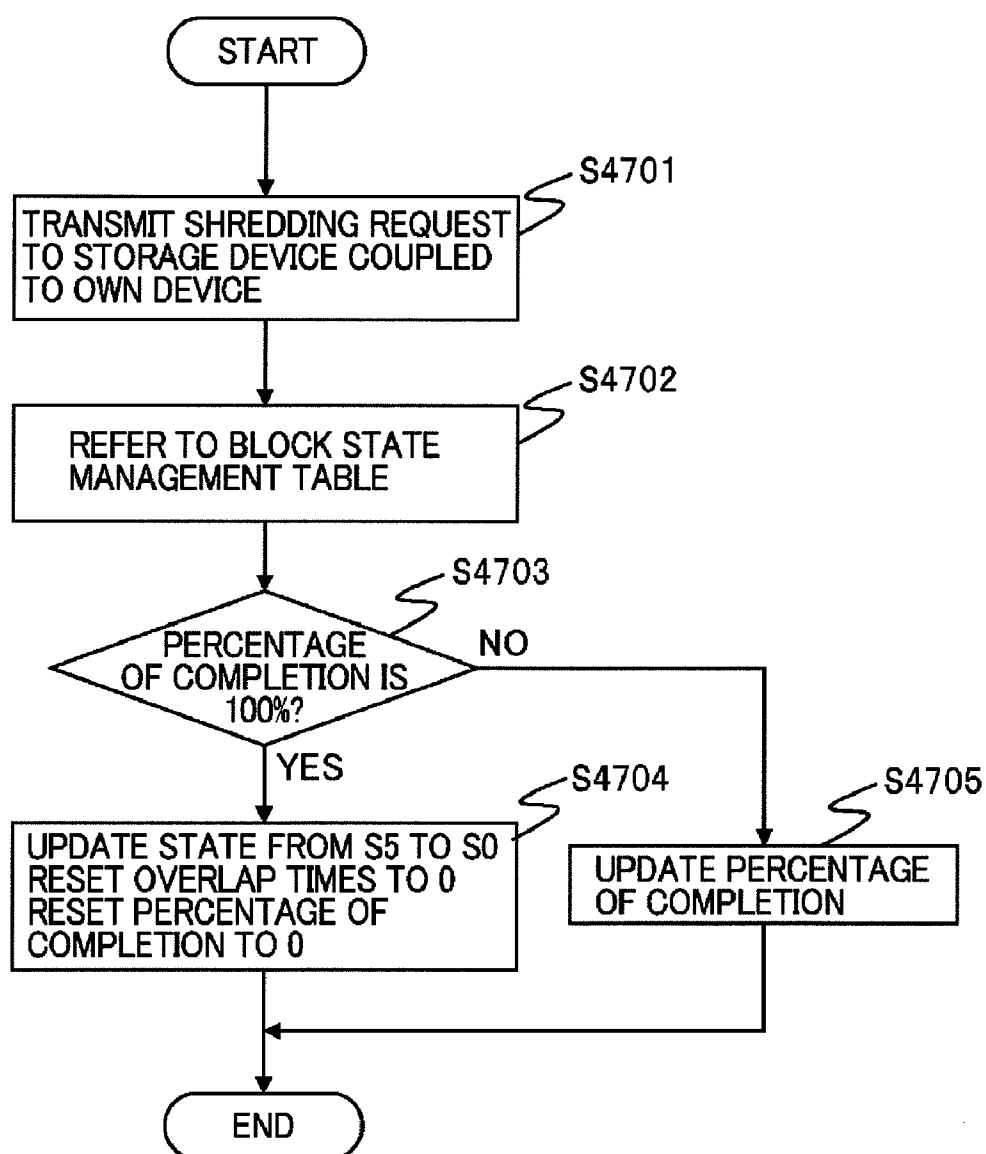 START
S4701
TRANSMIT SHREDDING REQUEST
TO STORAGE DEVICE COUPLED
TO OWN DEVICE
S4702
REFER TO BLOCK STATE
MANAGEMENT TABLE
S4703
PERCENTAGE
OF COMPLETION IS
100%?
NO
YES
S4704
UPDATE STATE FROM S5 TO S0
RESET OVERLAP TIMES TO 0
RESET PERCENTAGE OF
COMPLETION TO 0
S4705
UPDATE PERCENTAGE
OF COMPLETION
END